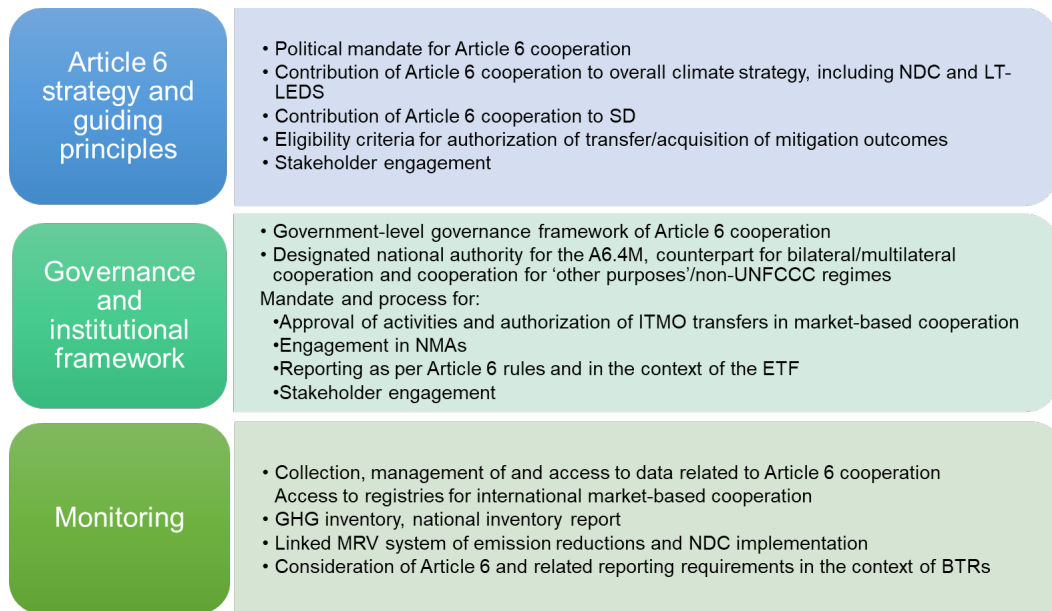 Article 6
strategy and
guiding
principles
• Political mandate for Article 6 cooperation
• Contribution of Article 6 cooperation to overall climate strategy, including NDC and LT-
LEDS
• Contribution of Article 6 cooperation to SD
• Eligibility criteria for authorization of transfer/acquisition of mitigation outcomes
• Stakeholder engagement
Governance
and
institutional
framework
• Government-level governance framework of Article 6 cooperation
• Designated national authority for the A6.4M, counterpart for bilateral/multilateral
cooperation and cooperation for ‘other purposes’/non-UNFCCC regimes
Mandate and process for:
•Approval of activities and authorization of ITMO transfers in market-based cooperation
•Engagement in NMAs
•Reporting as per Article 6 rules and in the context of the ETF
•Stakeholder engagement
Monitoring
• Collection, management of and access to data related to Article 6 cooperation
Access to registries for international market-based cooperation
• GHG inventory, national inventory report
• Linked MRV system of emission reductions and NDC implementation
• Consideration of Article 6 and related reporting requirements in the context of BTRs